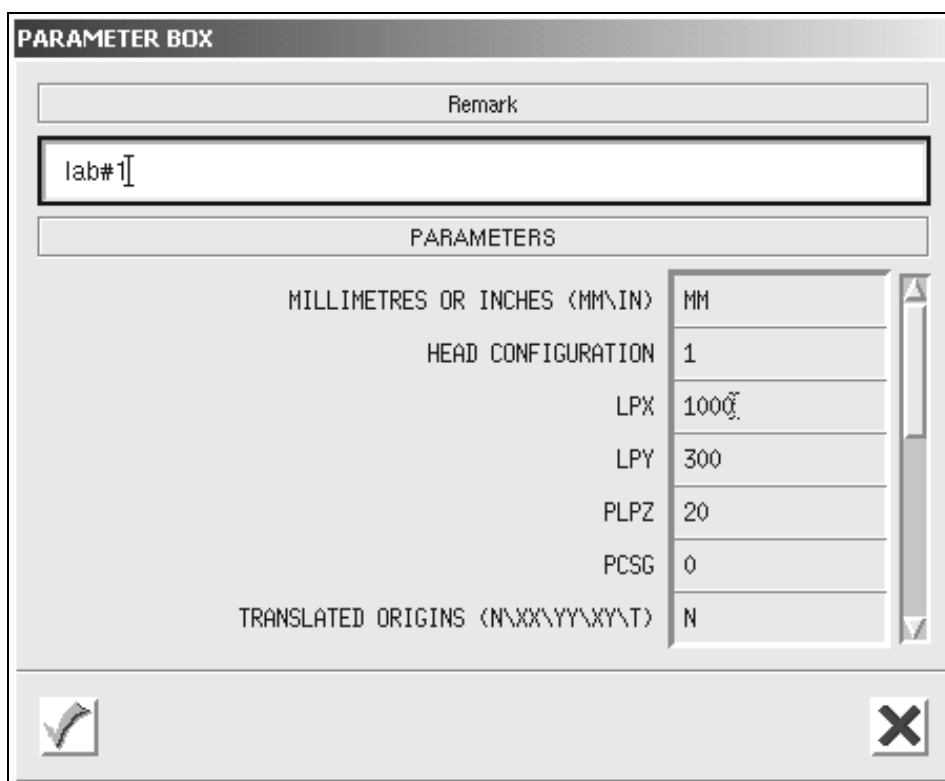 PARAMETER BOX
Remark
lab#1
PARAMETERS
MILLIMETRES OR INCHES (MM\IN) MM
HEAD CONFIGURATION 1
LPX 1000
LPY 300
PLPZ 20
PCSG 0
TRANSLATED ORIGINS (N\XX\YY\XY\T) N